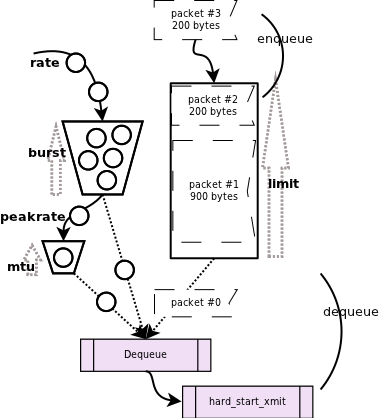 packet #3
200 bytes
enqueue
rate
packet #2
200 bytes
burst
packet #1
900 bytes
limit
peakrate
mtu
packet #0
dequeue
Dequeue
hard_start_xmit